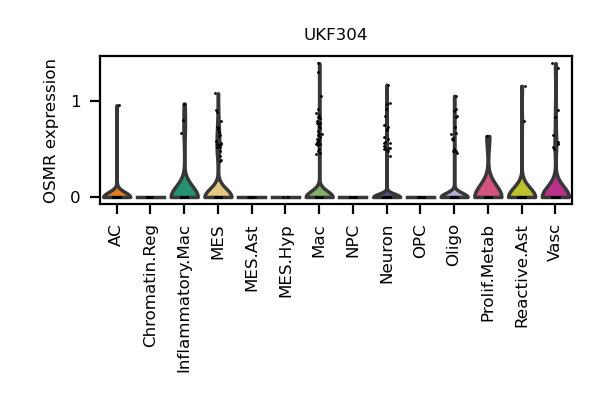 UKF304
OSMR expression
1
0
AC
Chromatin.Reg
Inflammatory.Mac
MES
MES.Ast
MES.Hyp
Mac
NPC
Neuron
OPC
Oligo
Prolif.Metab
Reactive.Ast
Vasc